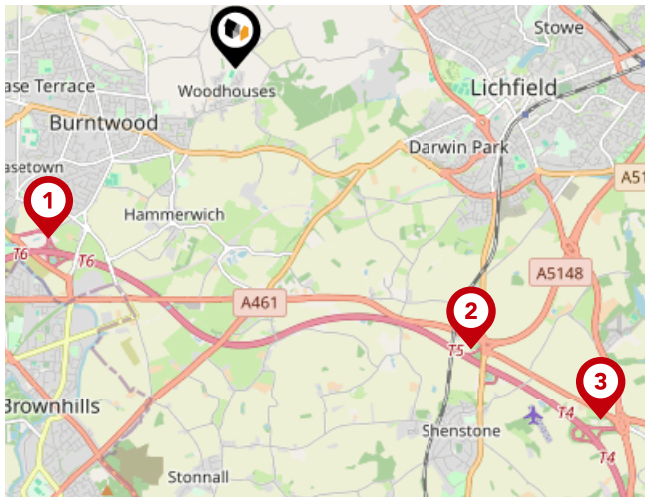 Stowe
ase Terrace
Woodhouses
Lichfield
Burntwood
Darwin Park
asetown
A51
1
Hammerwich
T6
T6
A5148
A461
2
T5
3
Brownhills
T4
Shenstone
T4
Stonnall